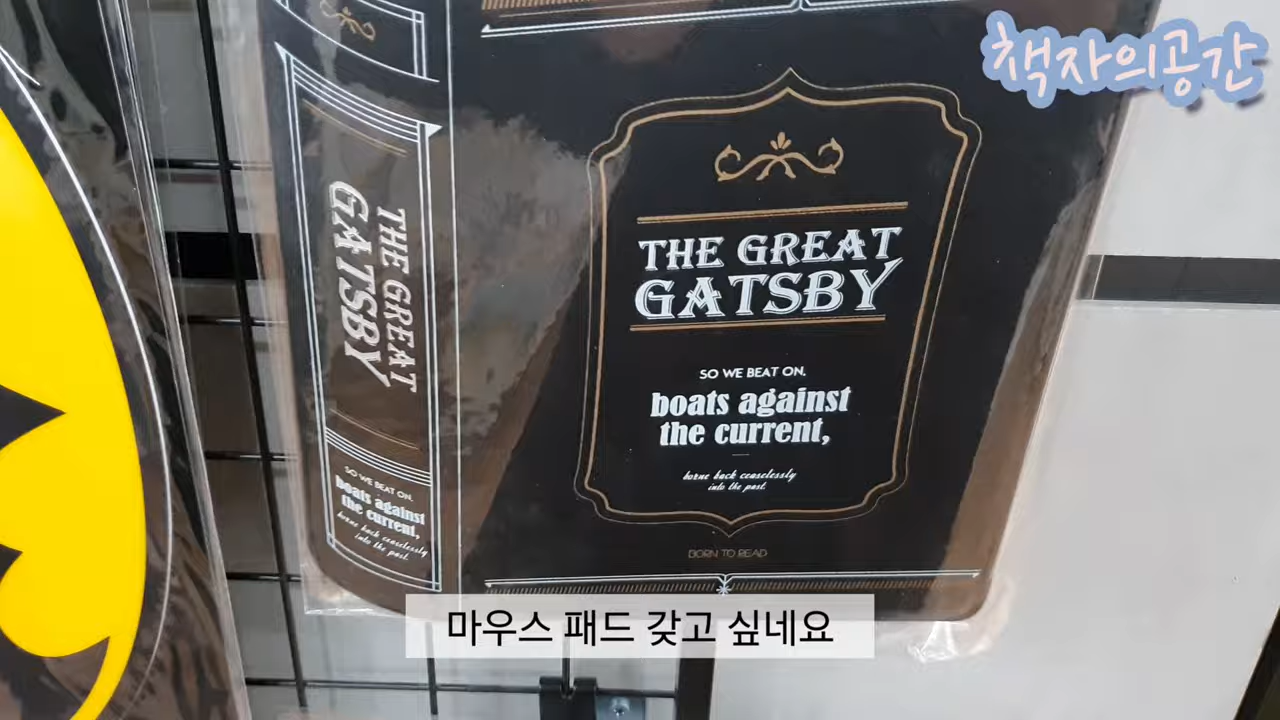 책자의공간
THE GREAT
GATSBY
SO WE BEAT ON,
boats against
the current,
borne back ceaselessly
into the past.
BORN TO READ
THE GREAT
GATSBY
SO WE BEAT ON,
boats against
the current,
borne back ceaselessly
into the past.
마우스 패드 갖고 싶네요